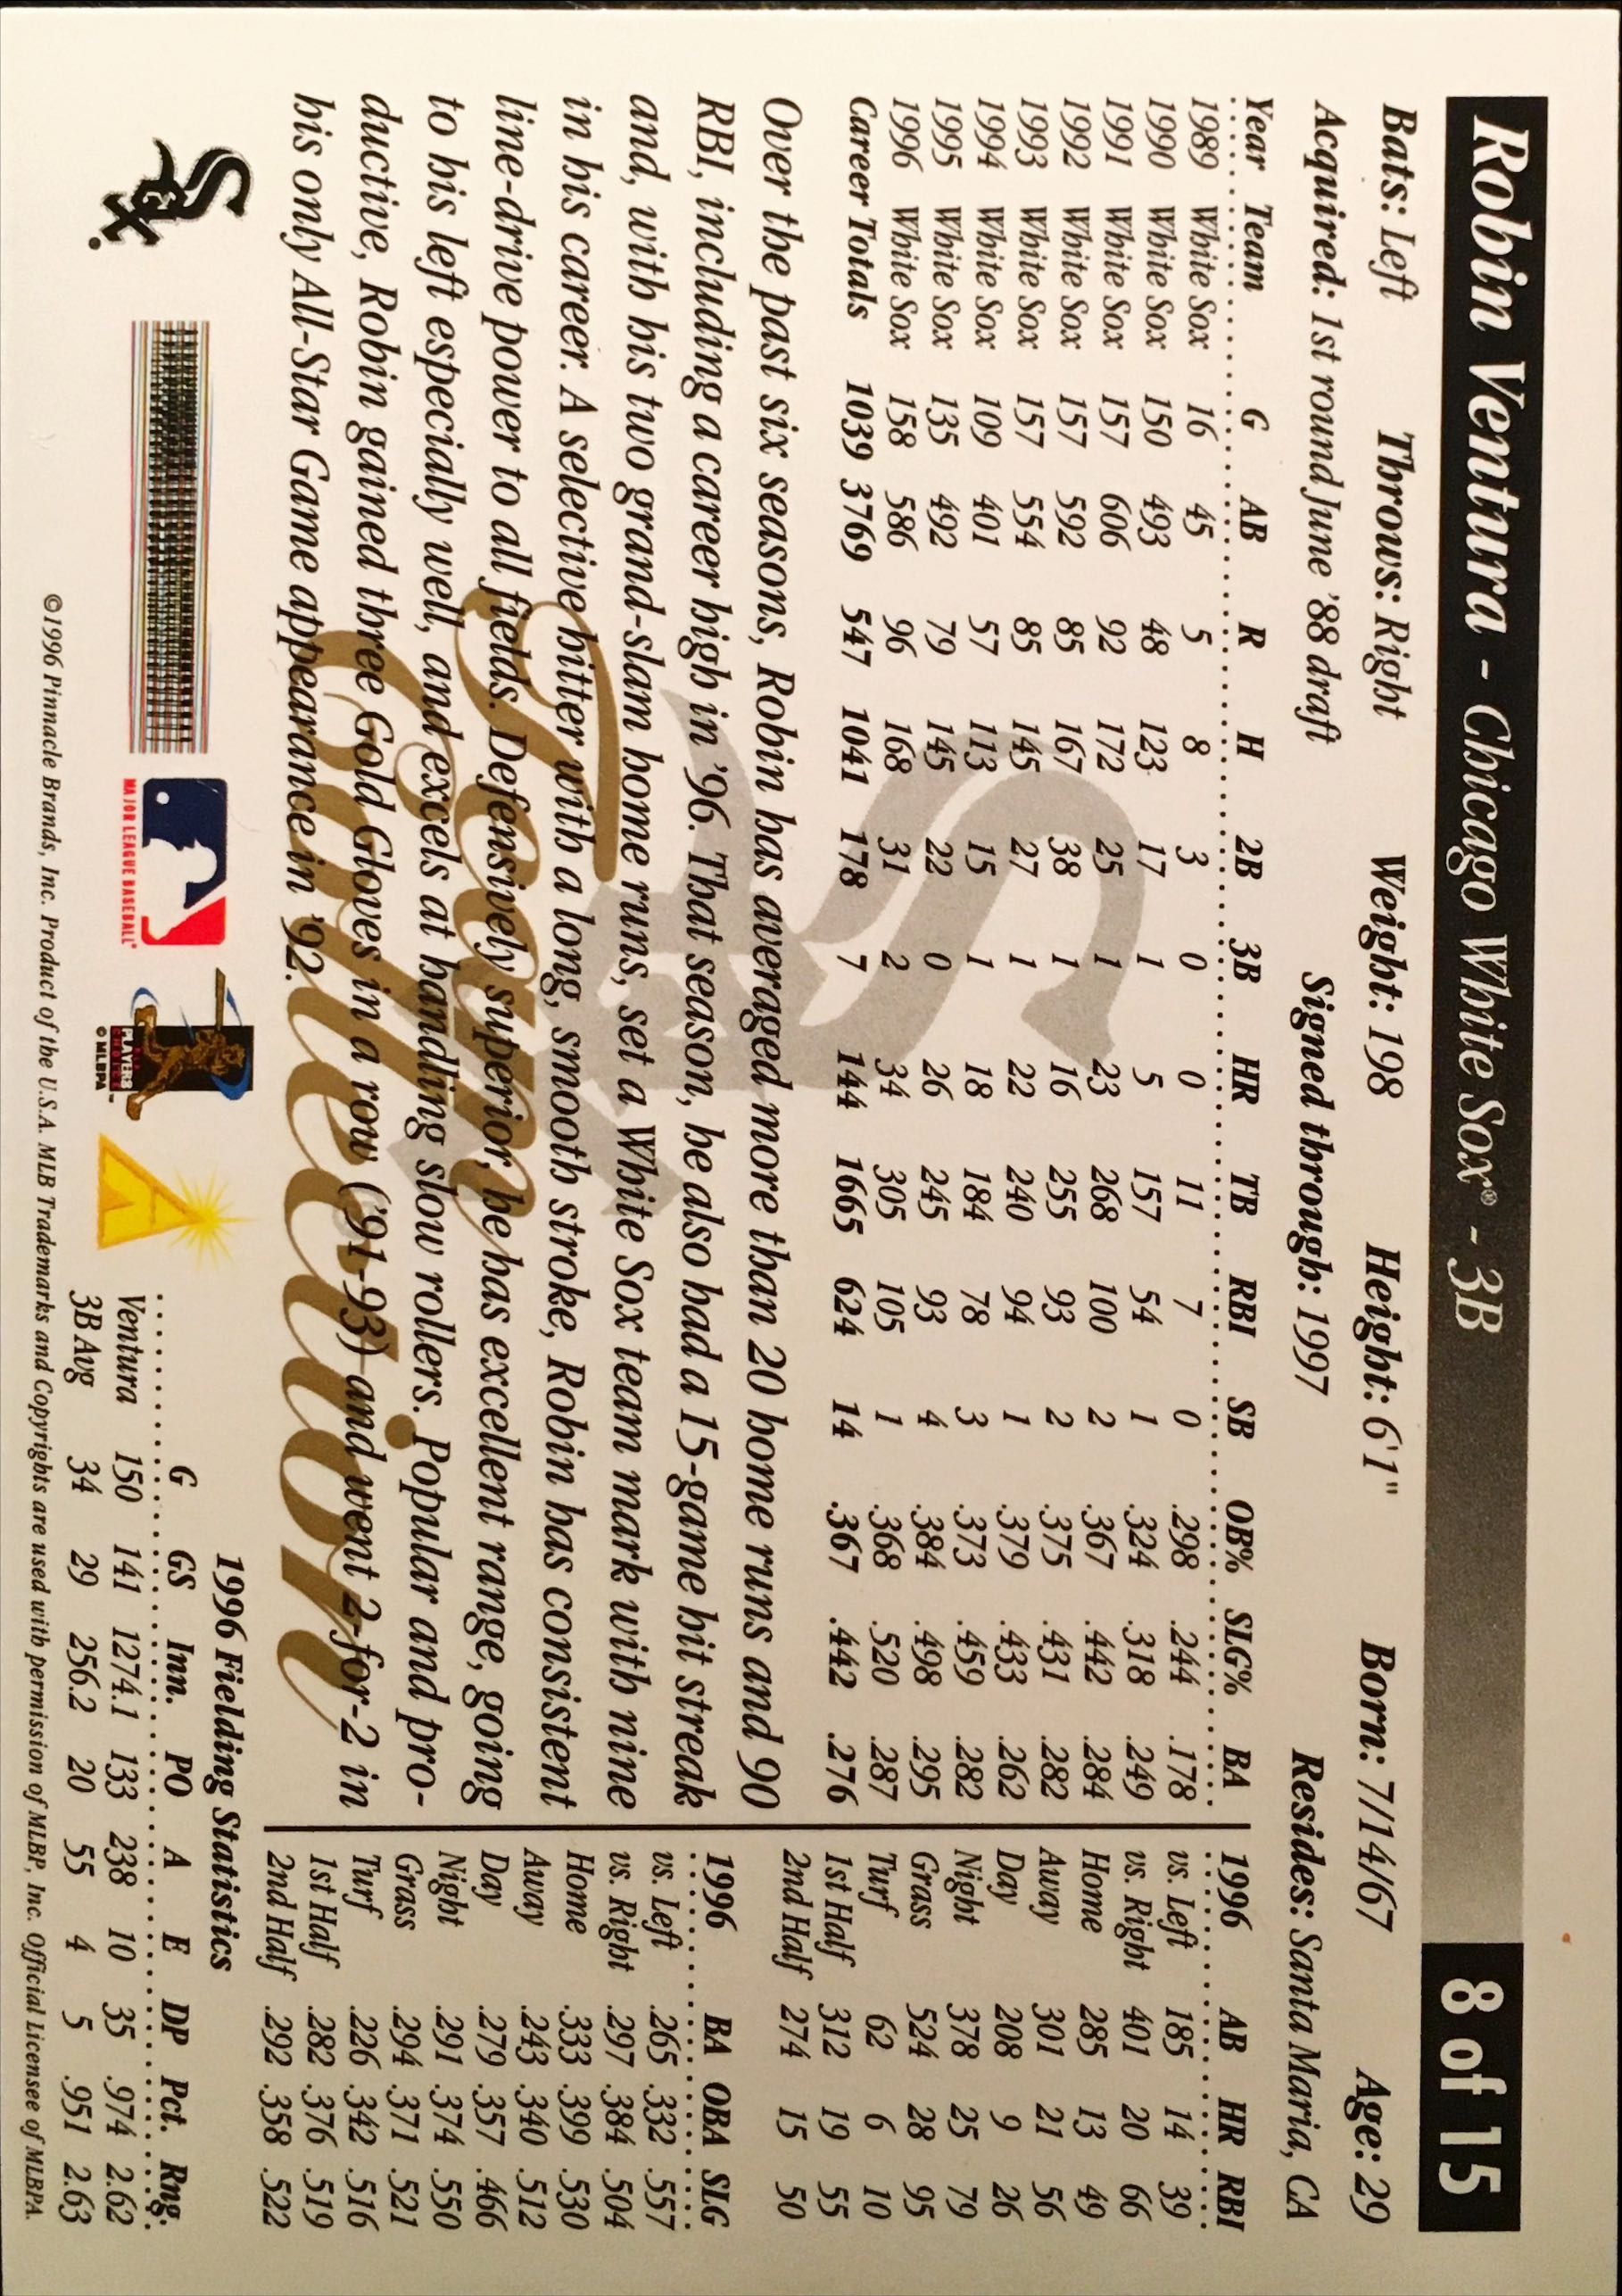 Robin Ventura - Chicago White Sox® - 3B 8 of 15
Bats: Left Throws: Right Weight: 198 Height: 6'1" Born: 7/14/67 Age: 29
Acquired: 1st round June '88 draft Signed through: 1997 Resides: Santa Maria, CA
Year Team G AB R H 2B 3B HR TB RBI SB OB% SLG% BA
1989 White Sox 16 45 5 8 3 0 0 11 7 0 .298 .244 .178
1990 White Sox 150 493 48 123 17 1 5 157 54 1 .324 .318 .249
1991 White Sox 157 606 92 172 25 1 23 268 100 2 .367 .442 .284
1992 White Sox 157 592 85 167 38 1 16 255 93 2 .375 .431 .282
1993 White Sox 157 554 85 145 27 1 22 240 94 1 .379 .433 .262
1994 White Sox 109 401 57 113 15 1 18 184 78 3 .373 .459 .282
1995 White Sox 135 492 79 145 22 0 26 245 93 4 .384 .498 .295
1996 White Sox 158 586 96 168 31 2 34 305 105 1 .368 .520 .287
Career Totals 1039 3769 547 1041 178 7 144 1665 624 14 .367 .442 .276
Over the past six seasons, Robin has averaged more than 20 home runs and 90
RBI, including a career high in '96. That season, he also had a 15-game hit streak
and, with his two grand-slam home runs, set a White Sox team mark with nine
in his career. A selective hitter with a long, smooth stroke, Robin has consistent
line-drive power to all fields. Defensively superior, he has excellent range, going
to his left especially well, and excels at handling slow rollers. Popular and pro-
ductive, Robin gained three Gold Gloves in a row ('91-93) and went 2-for-2 in
his only All-Star Game appearance in '92.
Team
Pinnacle
1996 AB HR RBI
vs. Left 185 14 39
vs. Right 401 20 66
Home 285 13 49
Away 301 21 56
Day 208 9 26
Night 378 25 79
Grass 524 28 95
Turf 62 6 10
1st Half 312 19 55
2nd Half 274 15 50
1996 BA OBA SLG
vs. Left .265 .332 .557
vs. Right .297 .384 .504
Home .333 .399 .530
Away .243 .340 .512
Day .279 .357 .466
Night .291 .374 .550
Grass .294 .371 .521
Turf .226 .342 .516
1st Half .282 .376 .519
2nd Half .292 .358 .522
1996 Fielding Statistics
G GS Inn. PO A E DP Pct. Rng.
Ventura 150 141 1274.1 133 238 10 35 .974 2.62
3B Avg 34 29 256.2 20 55 4 5 .951 2.63
Sox
MAJOR LEAGUE BASEBALL
PLAYERS
CHOICE
© MLBPA
©1996 Pinnacle Brands, Inc. Product of the U.S.A. MLB Trademarks and Copyrights are used with permission of MLBP, Inc. Official Licensee of MLBPA.